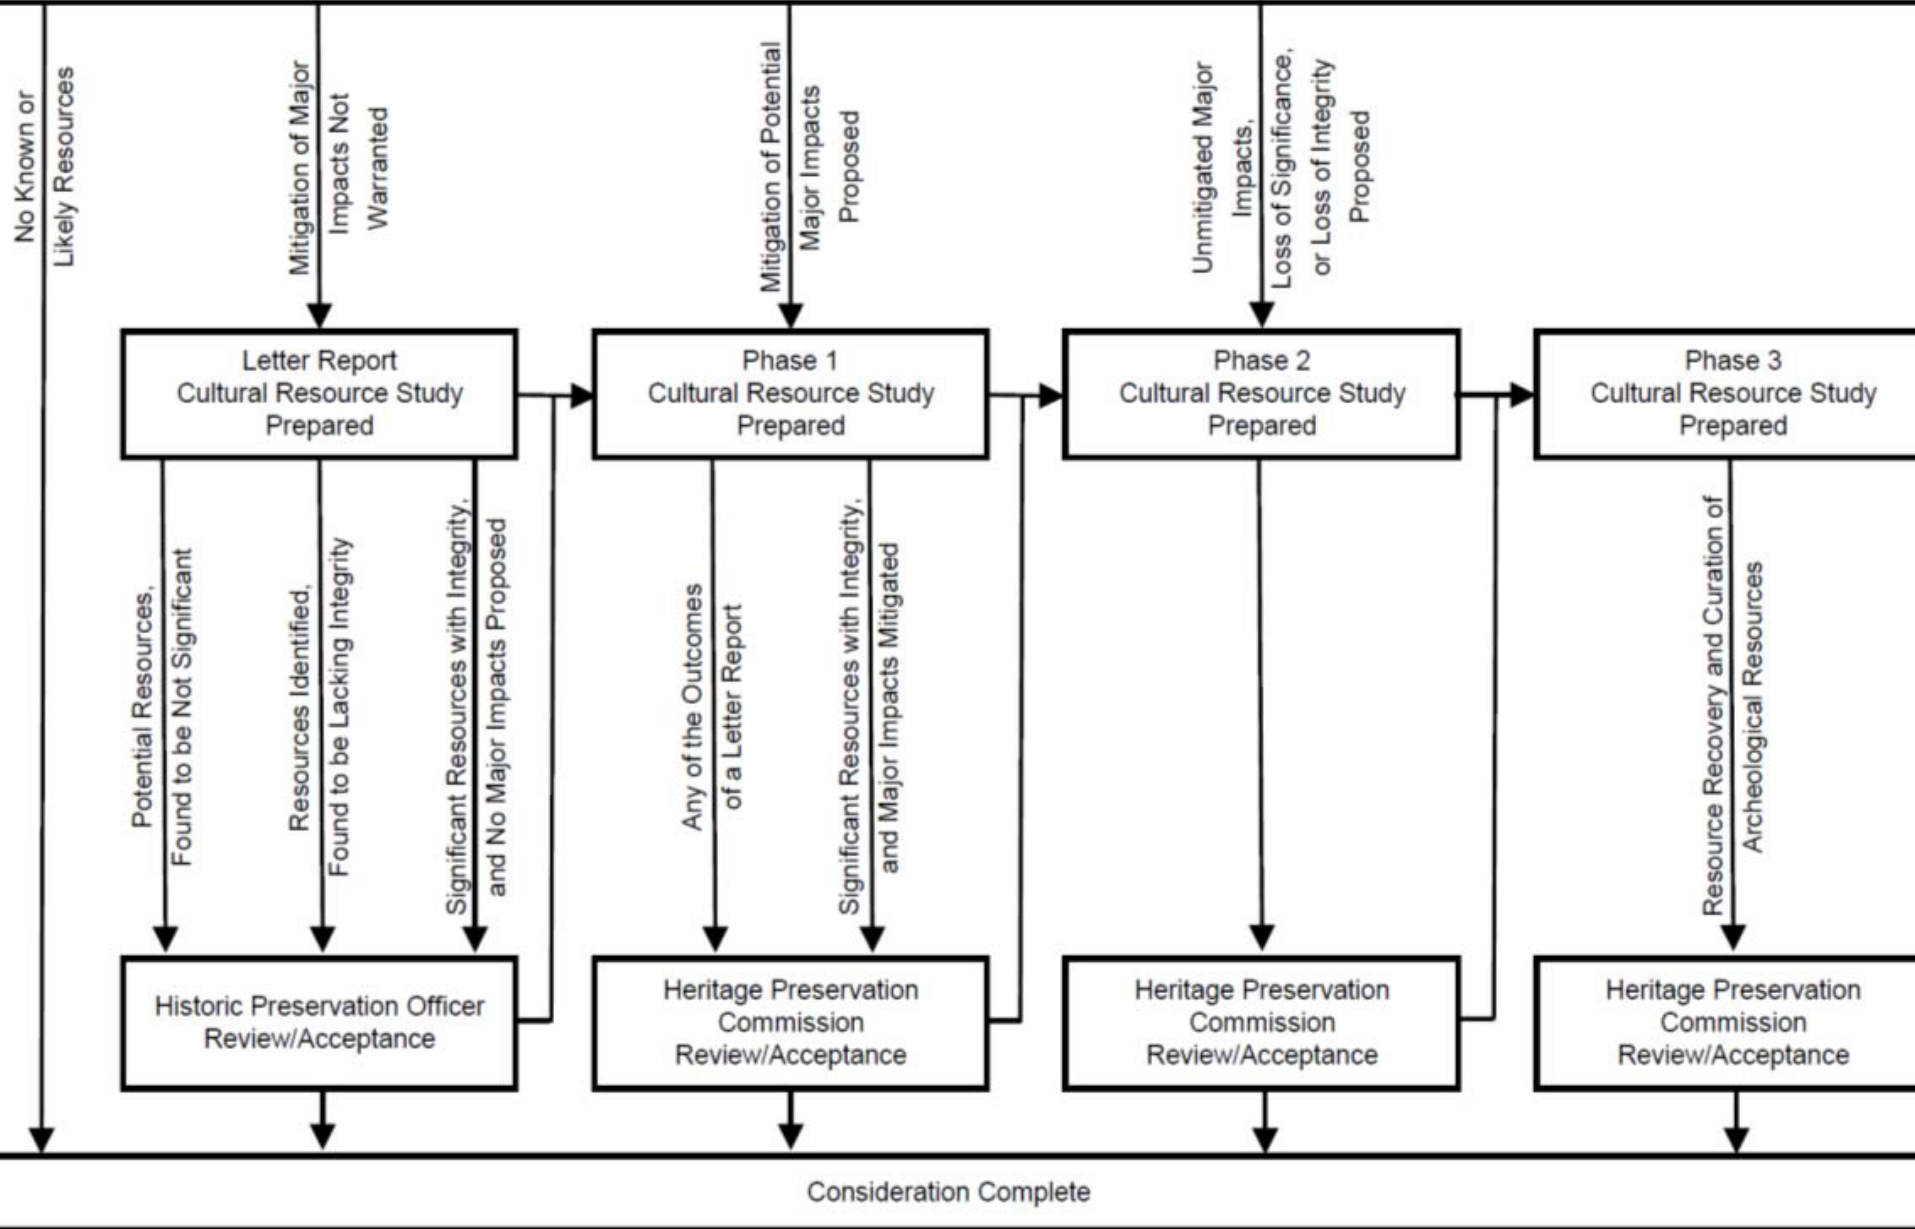 No Known or
Likely Resources
Mitigation of Major
Impacts Not
Warranted
Mitigation of Potential
Major Impacts
Proposed
Unmitigated Major
Impacts,
Loss of Significance,
or Loss of Integrity
Proposed
Letter Report
Cultural Resource Study
Prepared
Phase 1
Cultural Resource Study
Prepared
Phase 2
Cultural Resource Study
Prepared
Phase 3
Cultural Resource Study
Prepared
Potential Resources,
Found to be Not Significant
Resources Identified,
Found to be Lacking Integrity
Significant Resources with Integrity,
and No Major Impacts Proposed
Any of the Outcomes
of a Letter Report
Significant Resources with Integrity,
and Major Impacts Mitigated
Resource Recovery and Curation of
Archeological Resources
Historic Preservation Officer
Review/Acceptance
Heritage Preservation
Commission
Review/Acceptance
Heritage Preservation
Commission
Review/Acceptance
Heritage Preservation
Commission
Review/Acceptance
Consideration Complete